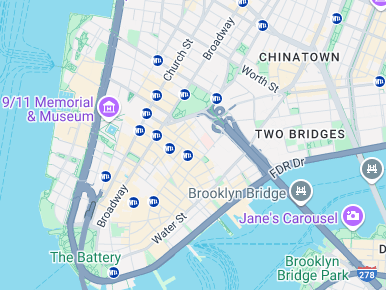 Church St
Broadway
CHINATOWN
Worth St
9/11 Memorial
& Museum
TWO BRIDGES
FDR Dr
Brooklyn Bridge
Broadway
Jane's Carousel
Water St
The Battery
Brooklyn
Bridge Park
D
278